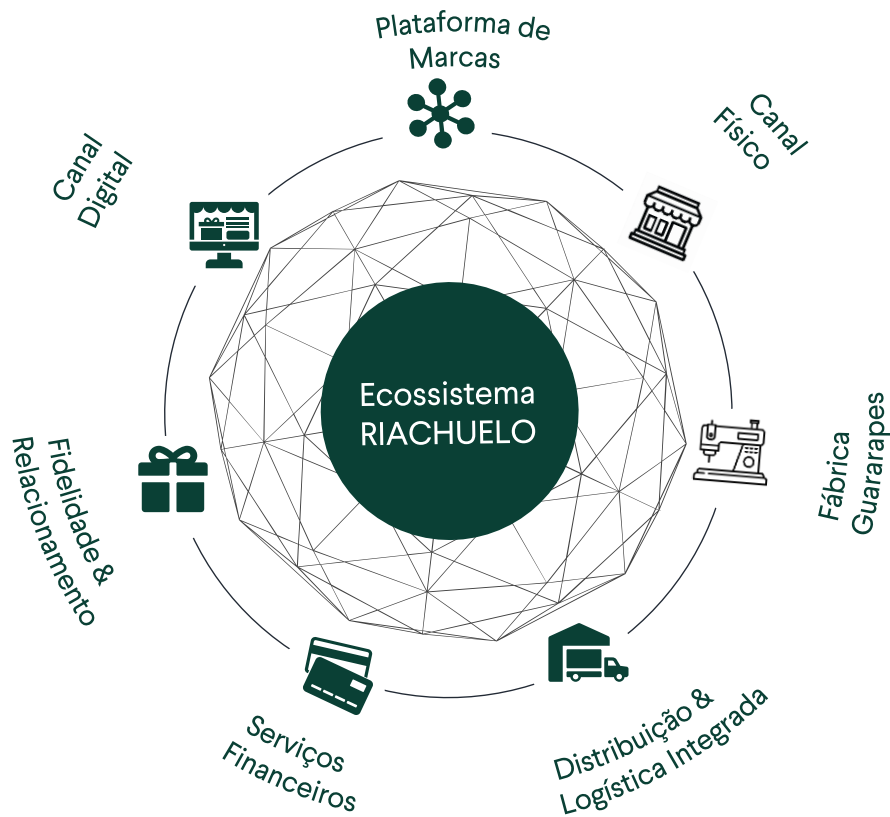 Plataforma de
Marcas
Canal
Físico
Fábrica
Guararapes
Distribuição &
Logística Integrada
Serviços
Financeiros
Fidelidade &
Relacionamento
Canal
Digital
Ecossistema
RIACHUELO